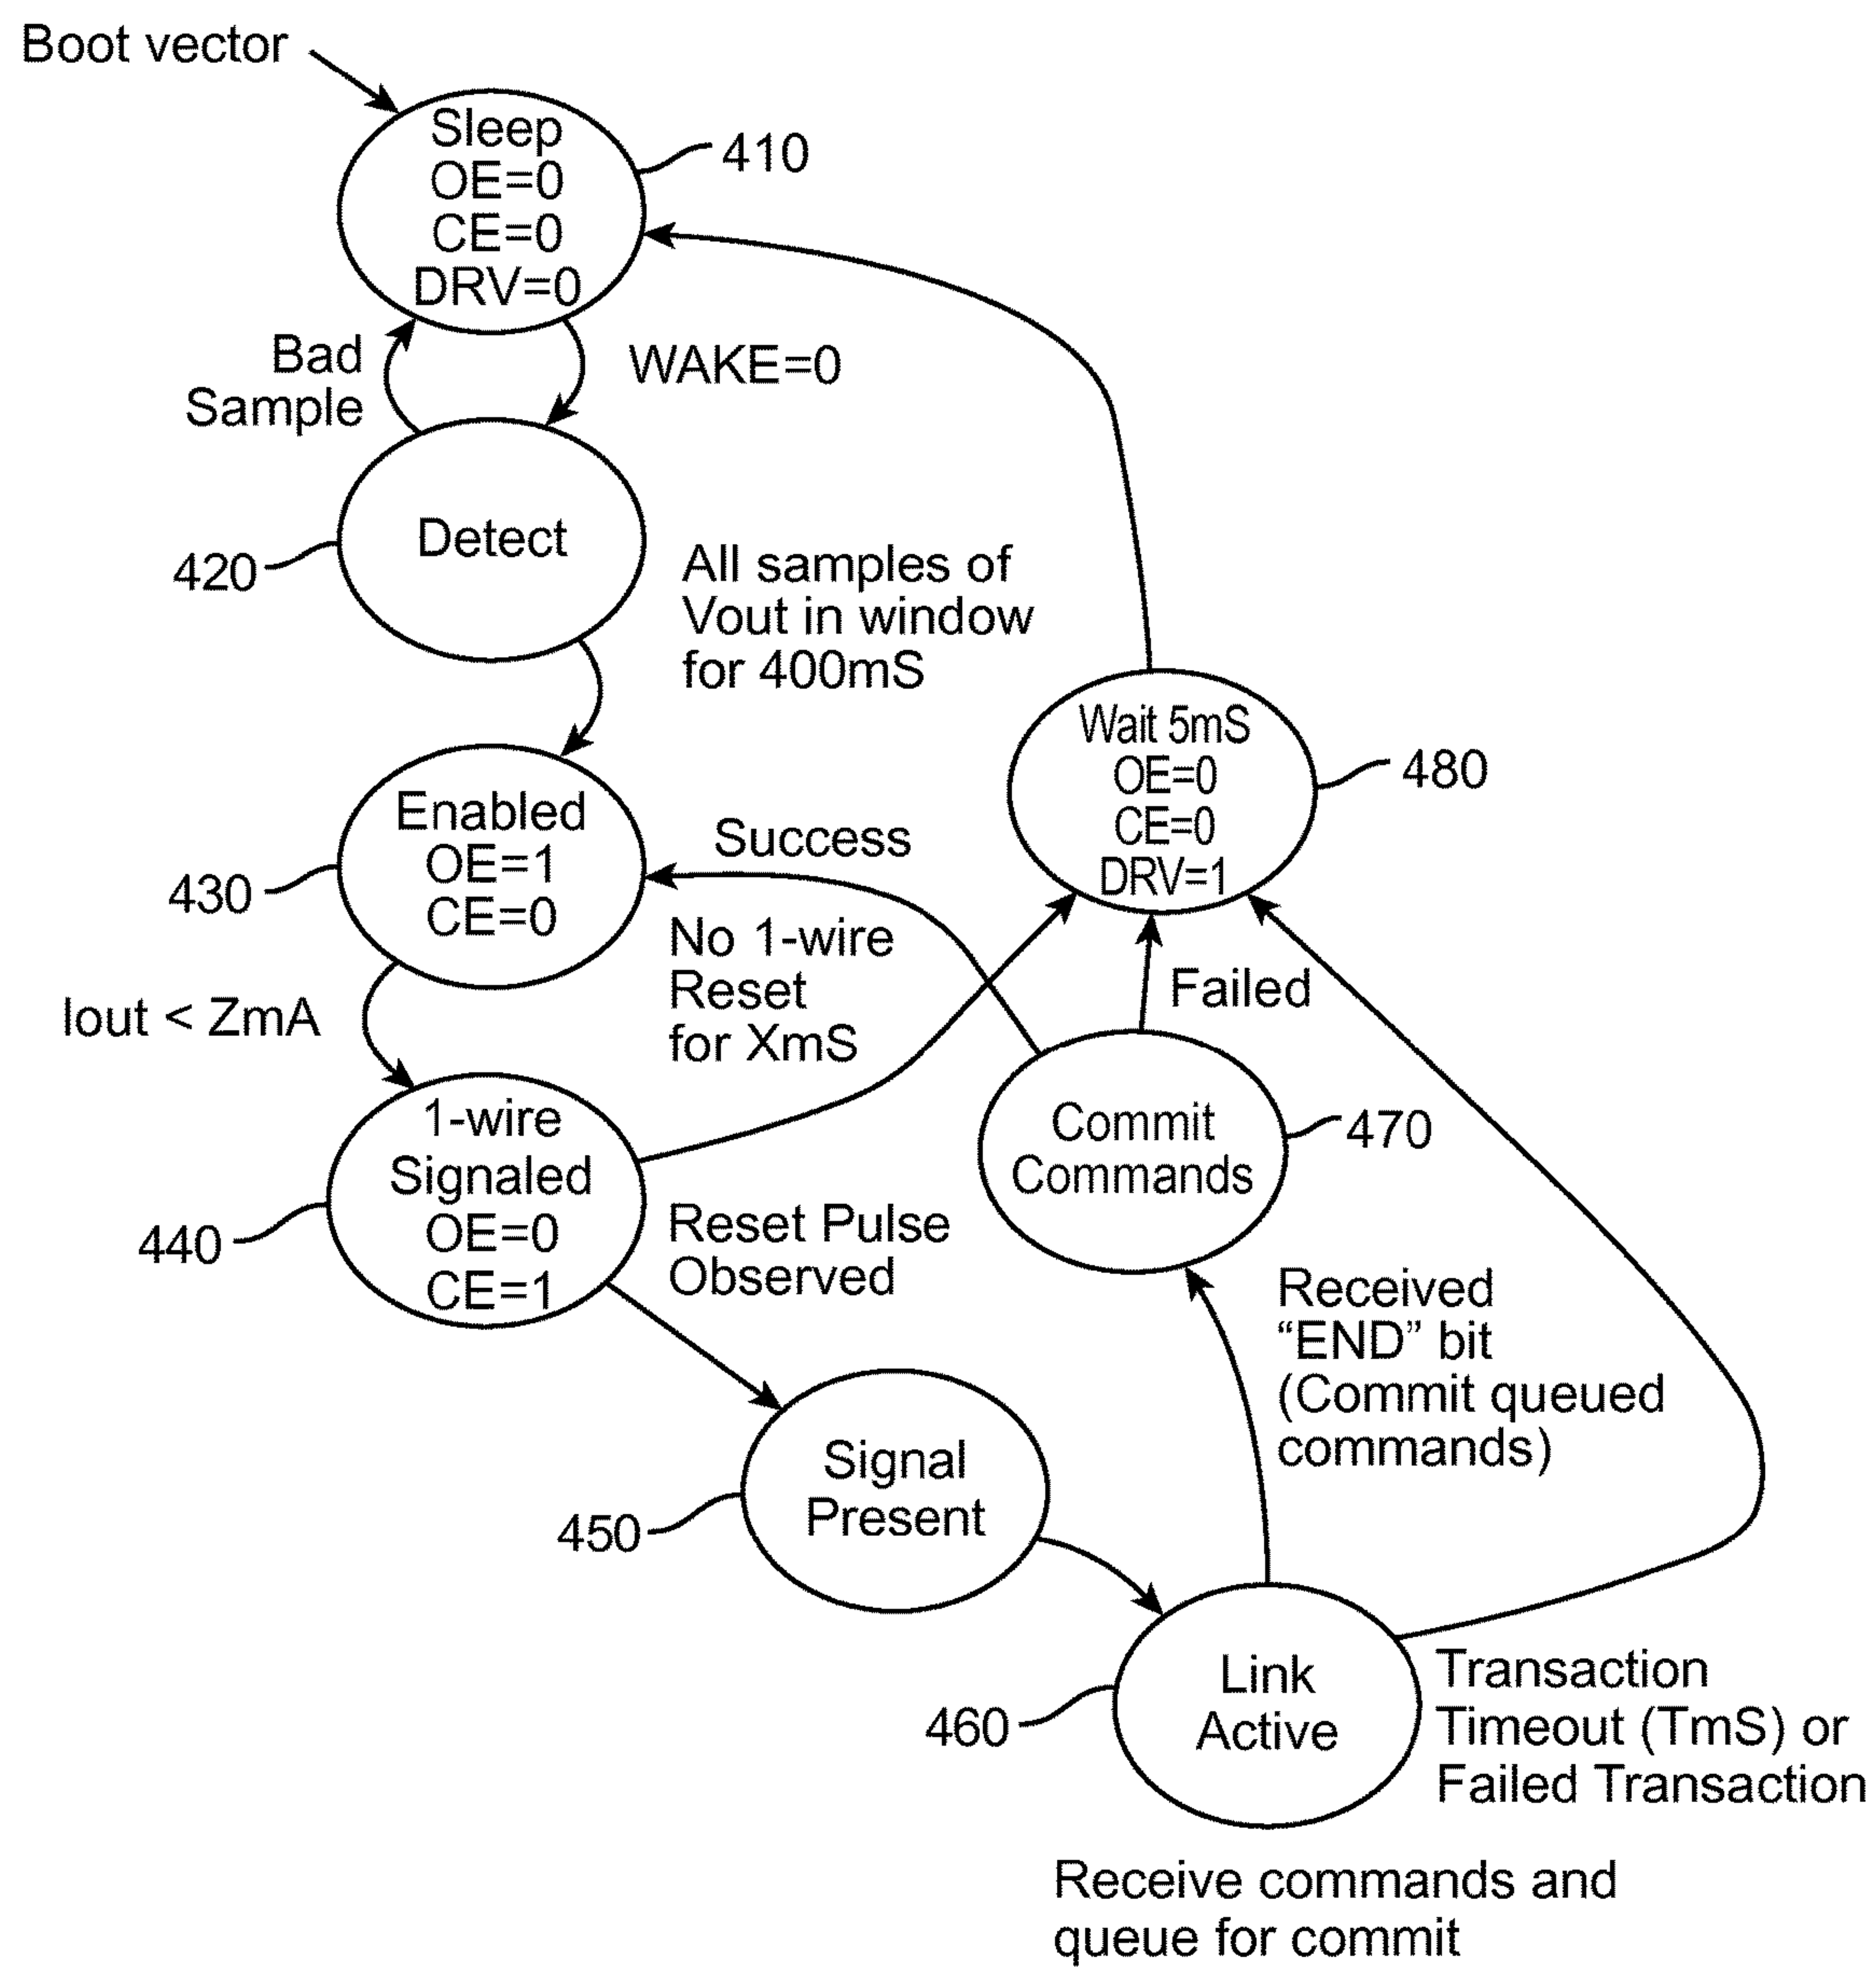 Boot vector
Sleep
OE=0
CE=0
DRV=0
410
Bad
Sample
WAKE=0
Detect
420
All samples of
Vout in window
for 400mS
Wait 5mS
OE=0
CE=0
DRV=1
480
Enabled
OE=1
CE=0
430
Success
No 1-wire
Reset
for XmS
Failed
Iout < ZmA
1-wire
Signaled
OE=0
CE=1
440
Commit
Commands
470
Reset Pulse
Observed
Received
“END” bit
(Commit queued
commands)
Signal
Present
450
Link
Active
460
Transaction
Timeout (TmS) or
Failed Transaction
Receive commands and
queue for commit